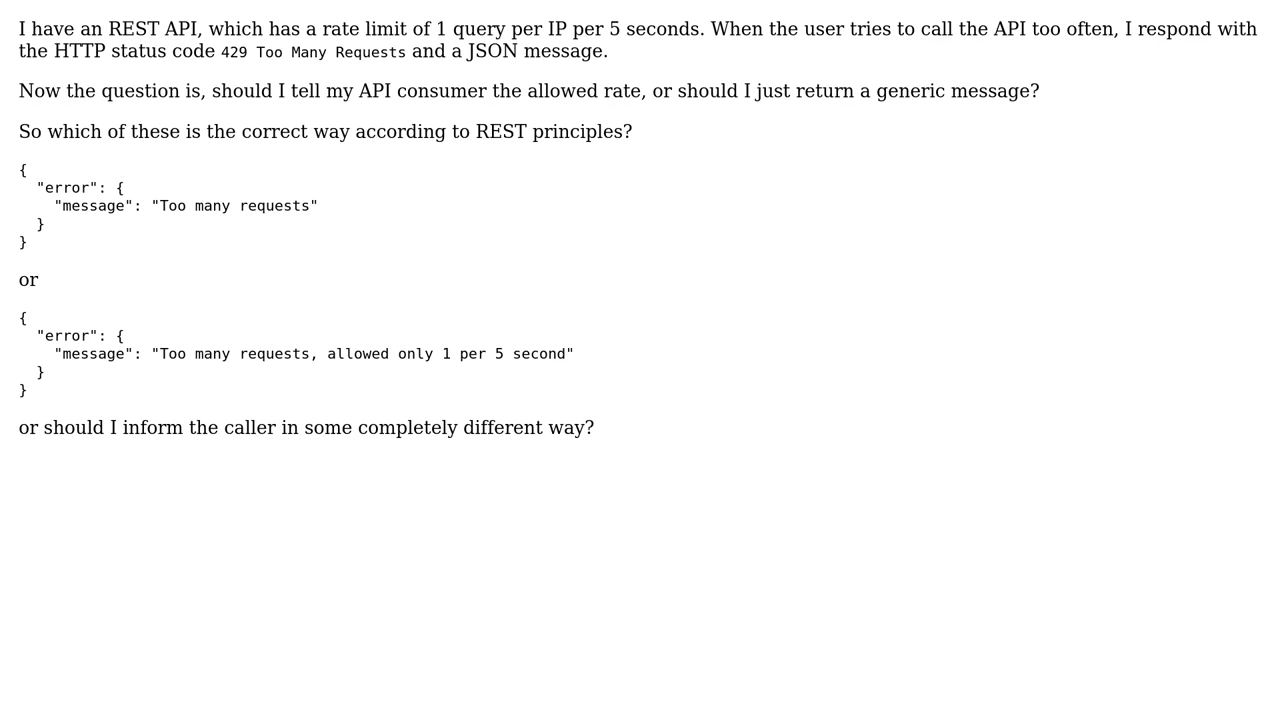 I have an REST API, which has a rate limit of 1 query per IP per 5 seconds. When the user tries to call the API too often, I respond with
the HTTP status code 429 Too Many Requests and a JSON message.
Now the question is, should I tell my API consumer the allowed rate, or should I just return a generic message?
So which of these is the correct way according to REST principles?
{
  "error": {
    "message": "Too many requests"
  }
}
or
{
  "error": {
    "message": "Too many requests, allowed only 1 per 5 second"
  }
}
or should I inform the caller in some completely different way?